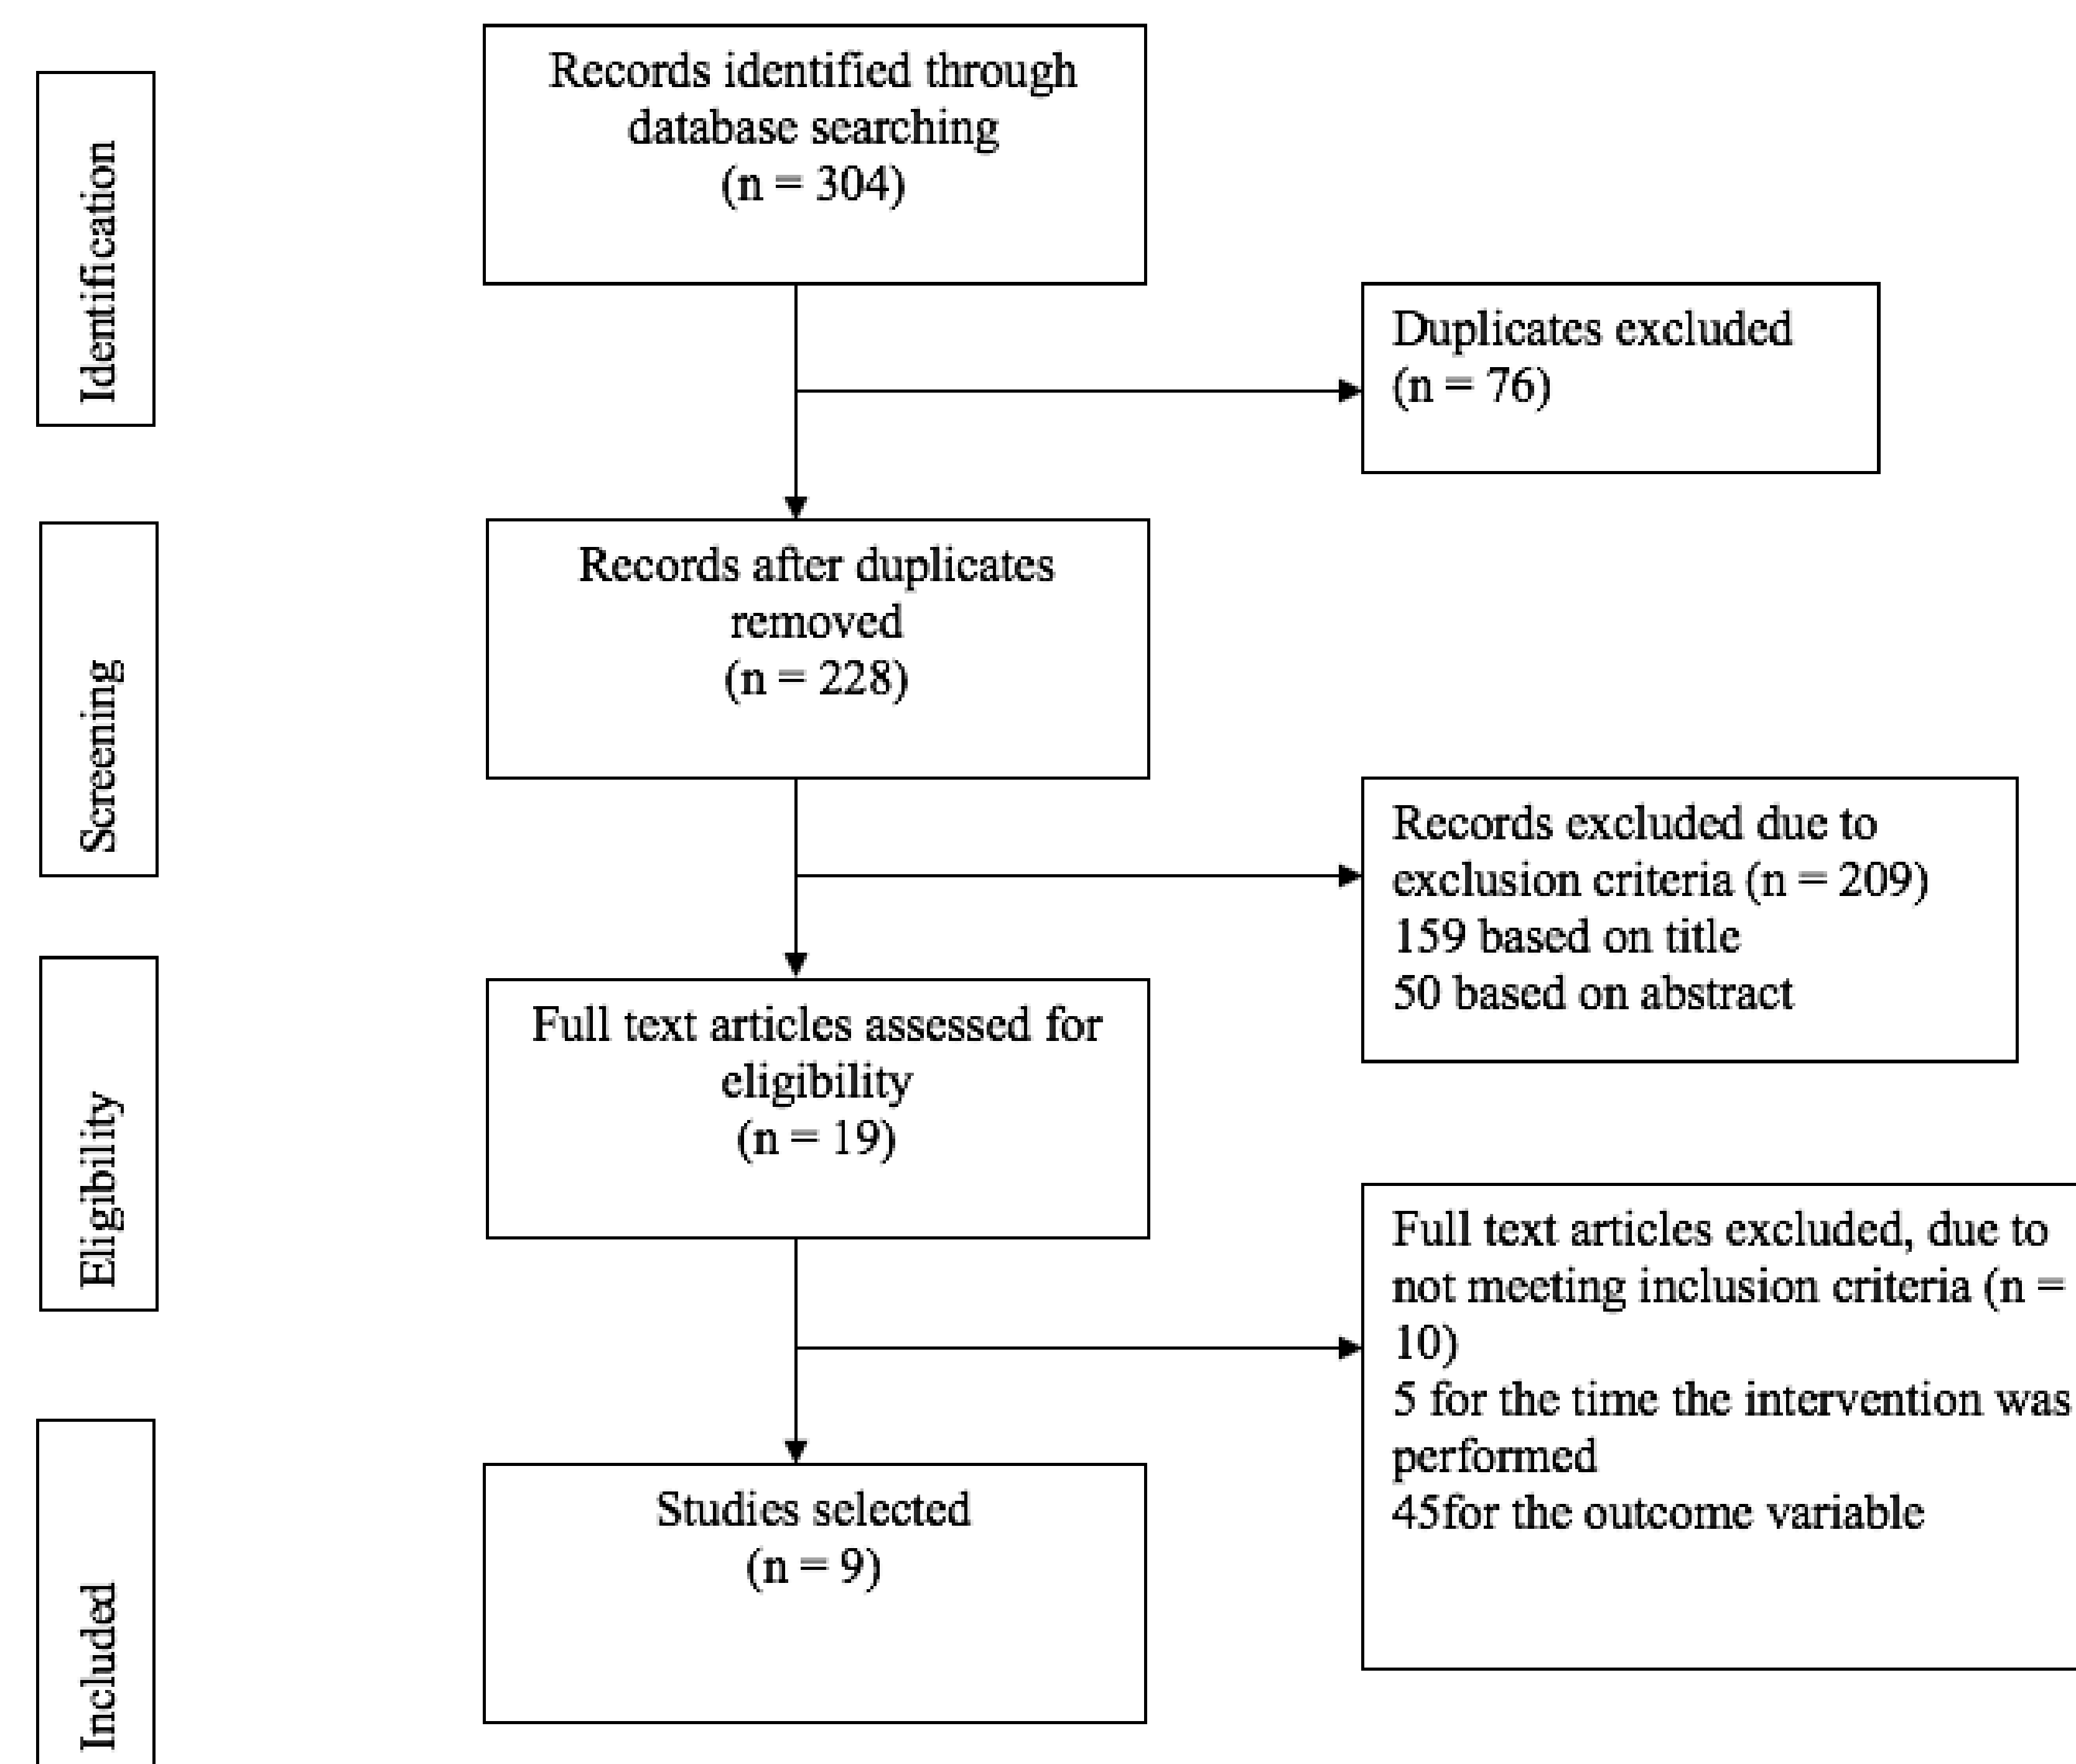 Identification
Records identified through
database searching
(n = 304)
Duplicates excluded
(n = 76)
Screening
Records after duplicates
removed
(n = 228)
Records excluded due to
exclusion criteria (n = 209)
159 based on title
50 based on abstract
Eligibility
Full text articles assessed for
eligibility
(n = 19)
Full text articles excluded, due to
not meeting inclusion criteria (n =
10)
5 for the time the intervention was
performed
45for the outcome variable
Included
Studies selected
(n = 9)